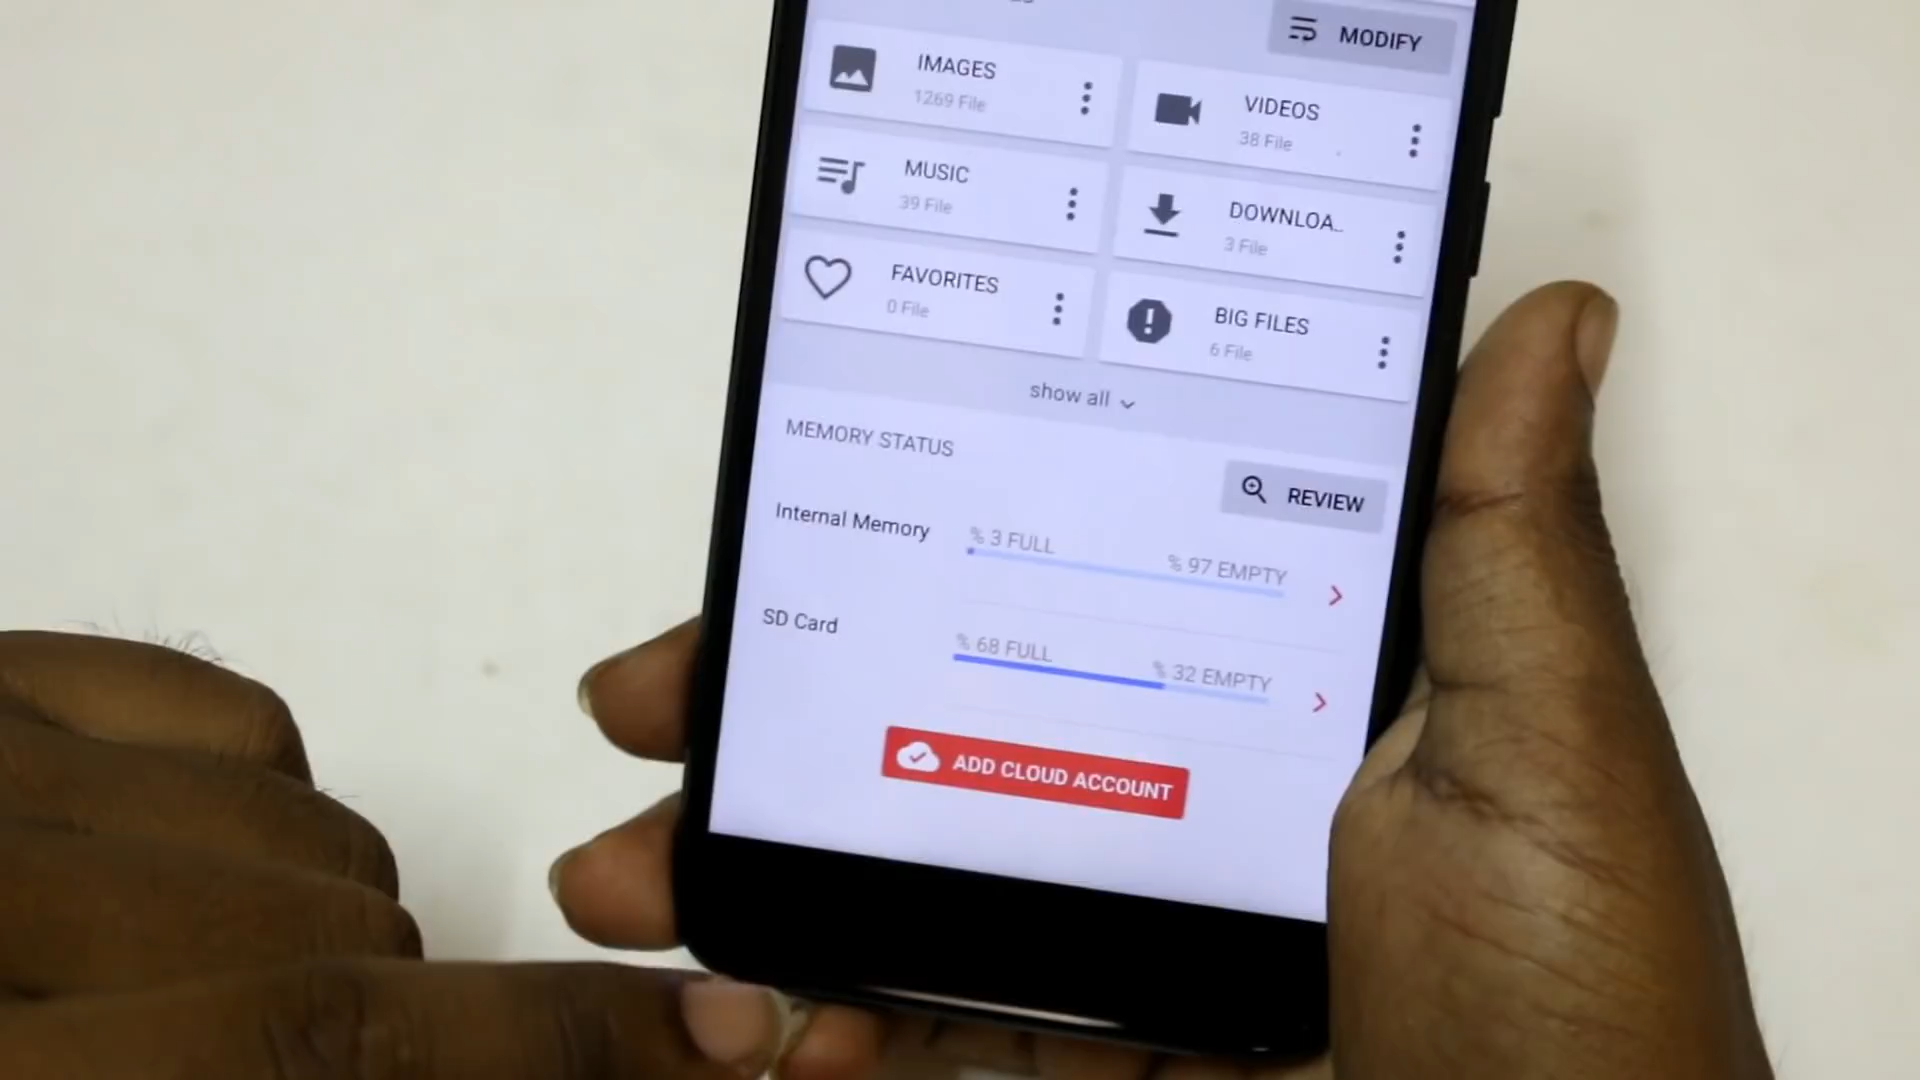 MODIFY
IMAGES
1269 File
VIDEOS
38 File
MUSIC
39 File
DOWNLOA..
3 File
FAVORITES
0 File
BIG FILES
6 File
show all
MEMORY STATUS
REVIEW
Internal Memory
% 3 FULL
% 97 EMPTY
SD Card
% 68 FULL
% 32 EMPTY
ADD CLOUD ACCOUNT